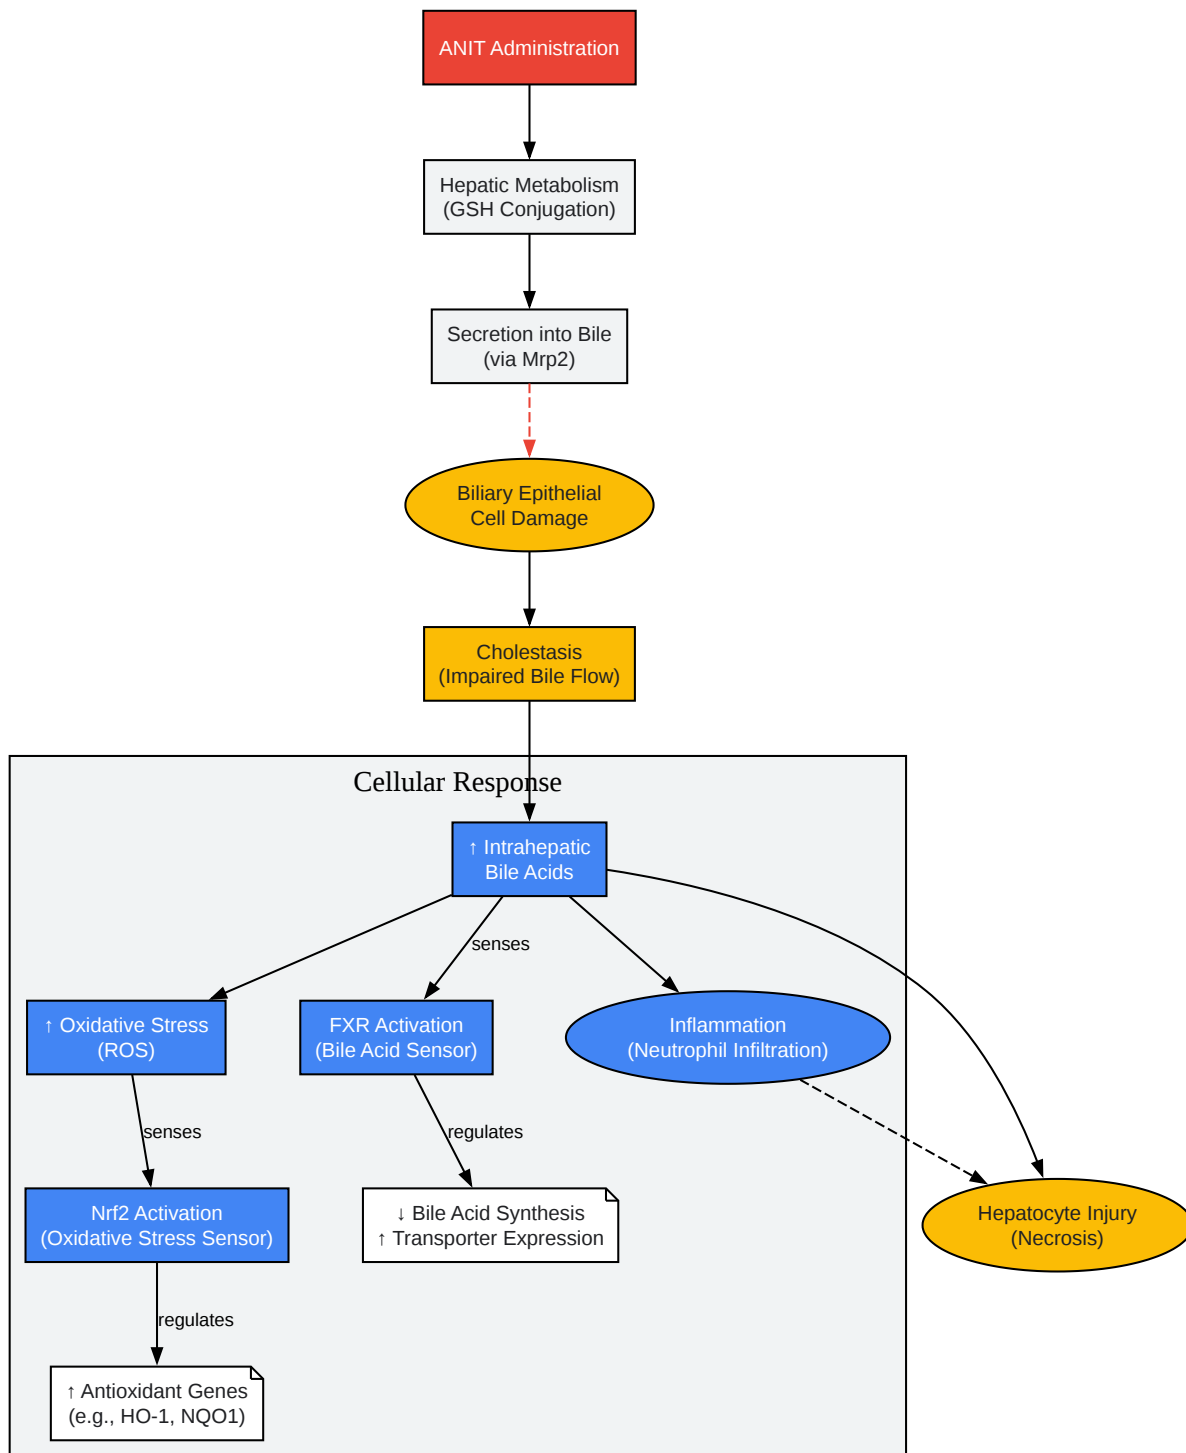 ANIT Administration
Hepatic Metabolism
(GSH Conjugation)
Secretion into Bile
(via Mrp2)
Biliary Epithelial
Cell Damage
Cholestasis
(Impaired Bile Flow)
Cellular Response
↑ Intrahepatic
Bile Acids
senses
↑ Oxidative Stress
(ROS)
FXR Activation
(Bile Acid Sensor)
Inflammation
(Neutrophil Infiltration)
senses
regulates
Nrf2 Activation
(Oxidative Stress Sensor)
↓ Bile Acid Synthesis
↑ Transporter Expression
Hepatocyte Injury
(Necrosis)
regulates
↑ Antioxidant Genes
(e.g., HO-1, NQO1)